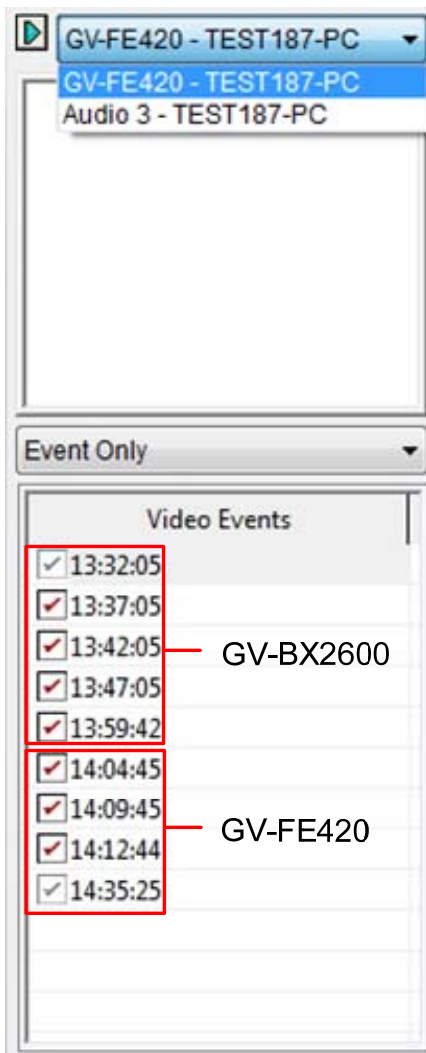 GV-FE420 - TEST187-PC
GV-FE420 - TEST187-PC
Audio 3 - TEST187-PC
Event Only
Video Events
13:32:05
13:37:05
13:42:05
13:47:05
13:59:42
GV-BX2600
14:04:45
14:09:45
14:12:44
14:35:25
GV-FE420